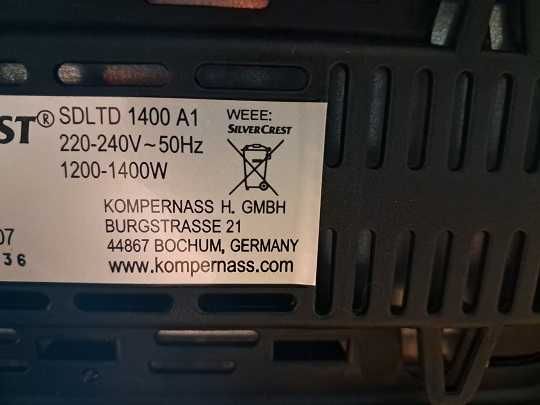 ST® SDLTD 1400 A1
WEEE:
SILVERCREST
220-240V~50Hz
1200-1400W
KOMPERNASS H. GMBH
BURGSTRASSE 21
44867 BOCHUM, GERMANY
www.kompernass.com
07
36